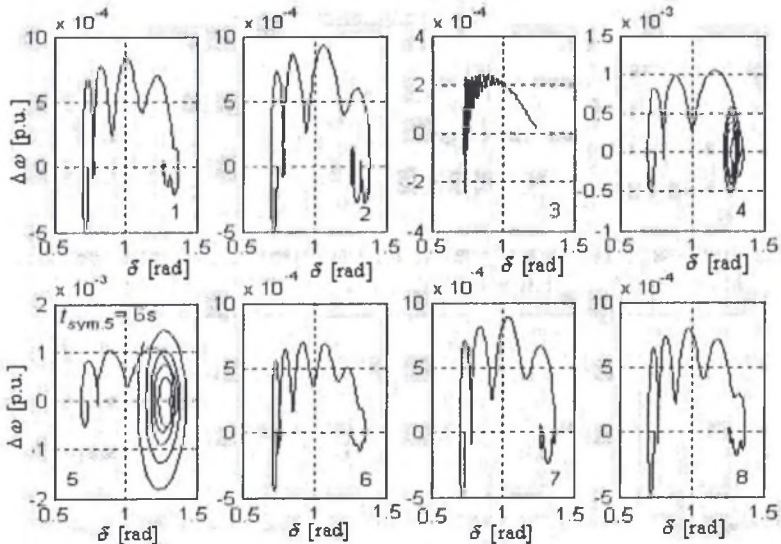 x 10⁻⁴ x 10⁻⁴ x 10⁻⁴ x 10⁻³
10 10 4 1.5
1
5 5 2 0.5
0 0 0 0
-2 -0.5
-5 -5 -4 -1
Δω [p.u.]
1 2 3 4
0.5 1 1.5 0.5 1 1.5 0.5 1 1.5 0.5 1 1.5
δ [rad] δ [rad] δ [rad] δ [rad]
x 10⁻³ x 10⁻⁴ x 10⁻⁴ x 10⁻⁴
2 10 10 10
t sym.5 = 6s
1 5 5 5
0 0 0 0
-1
-2 -5 -5 -5
Δω [p.u.]
5 6 7 8
0.5 1 1.5 0.5 1 1.5 0.5 1 1.5 0.5 1 1.5
δ [rad] δ [rad] δ [rad] δ [rad]